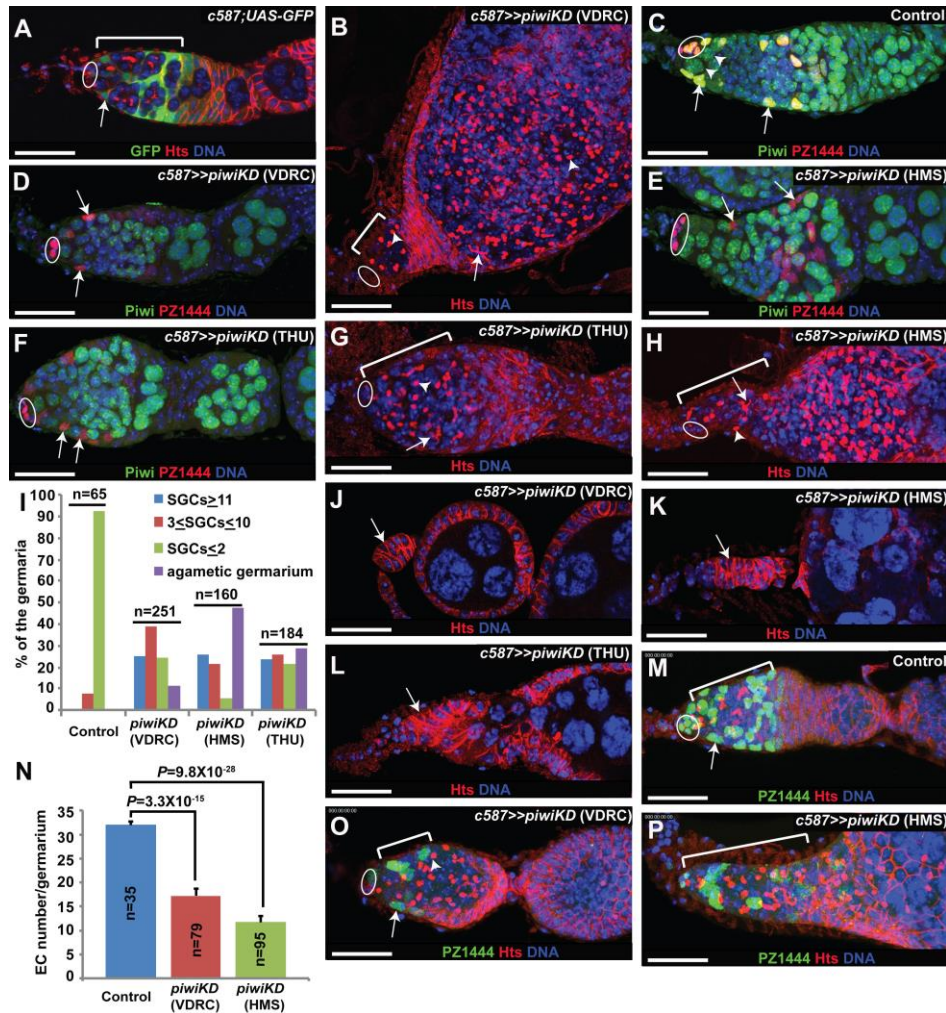 A
c587;UAS-GFP
GFP Hts DNA
B
c587>>piwiKD (VDRC)
Hts DNA
C
Control
Piwi PZ1444 DNA
D
c587>>piwiKD (VDRC)
Piwi PZ1444 DNA
E
c587>>piwiKD (HMS)
Piwi PZ1444 DNA
F
c587>>piwiKD (THU)
Piwi PZ1444 DNA
G
c587>>piwiKD (THU)
Hts DNA
H
c587>>piwiKD (HMS)
Hts DNA
I
% of the germaria
100
90
80
70
60
50
40
30
20
10
0
n=65
n=251
n=160
n=184
SGCs≥11
3≤SGCs≤10
SGCs≤2
agametic germarium
Control
piwiKD (VDRC)
piwiKD (HMS)
piwiKD (THU)
J
c587>>piwiKD (VDRC)
Hts DNA
K
c587>>piwiKD (HMS)
Hts DNA
L
c587>>piwiKD (THU)
Hts DNA
M
Control
PZ1444 Hts DNA
N
EC number/germarium
35
30
25
20
15
10
5
0
P=9.8X10⁻²⁸
P=3.3X10⁻¹⁵
n=35
n=79
n=95
Control
piwiKD (VDRC)
piwiKD (HMS)
O
c587>>piwiKD (VDRC)
PZ1444 Hts DNA
P
c587>>piwiKD (HMS)
PZ1444 Hts DNA